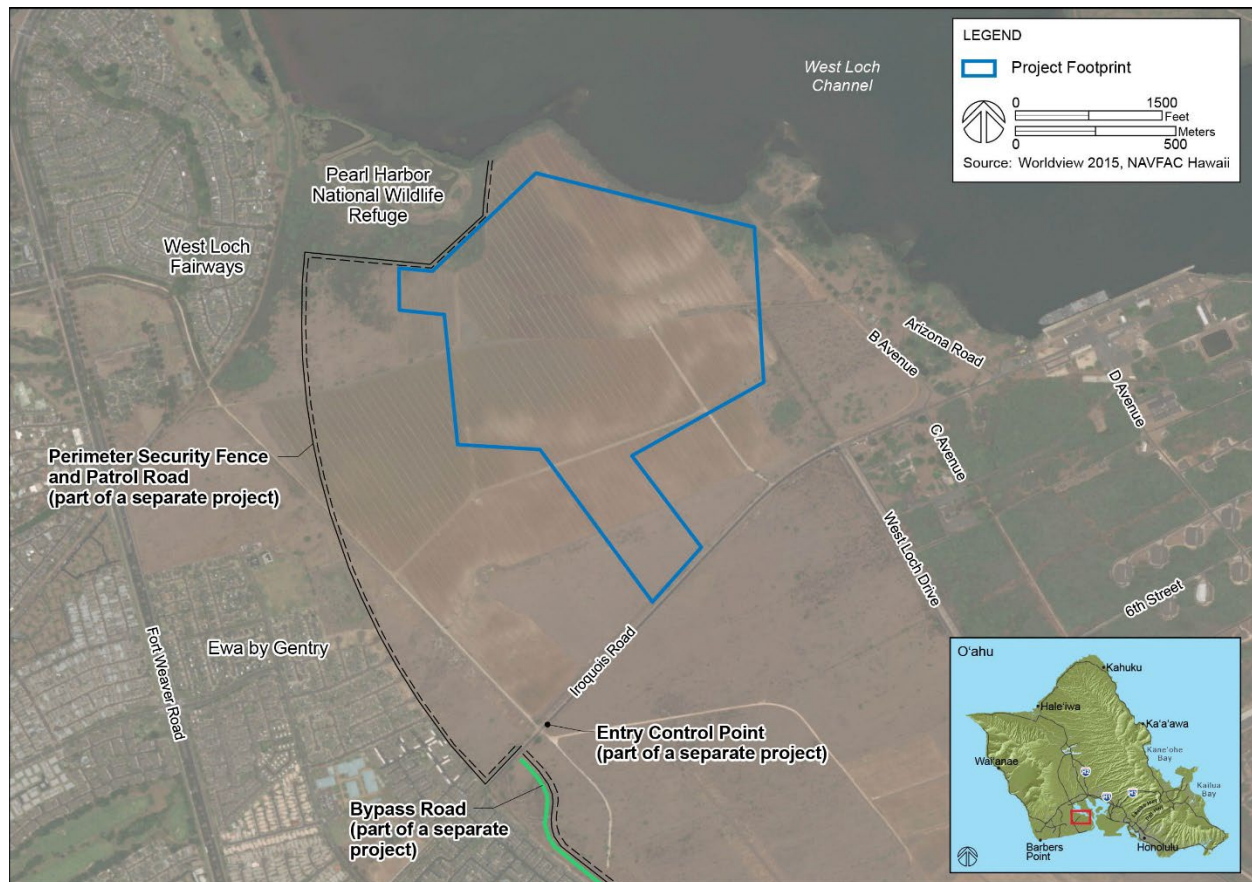 West Loch
Channel
LEGEND
Project Footprint
0 1500
Feet
Meters
0 500
Source: Worldview 2015, NAVFAC Hawaii
Pearl Harbor
National Wildlife
Refuge
West Loch
Fairways
Arizona Road
B Avenue
D Avenue
C Avenue
Perimeter Security Fence
and Patrol Road
(part of a separate project)
West Loch Drive
6th Street
Fort Weaver Road
Ewa by Gentry
Iroquois Road
Entry Control Point
(part of a separate project)
Bypass Road
(part of a separate
project)
O'ahu
Kahuku
Hale'iwa
Ka'a'awa
Kane'ohe
Bay
Wai'anae
Kailua
Bay
Barbers
Point
Honolulu